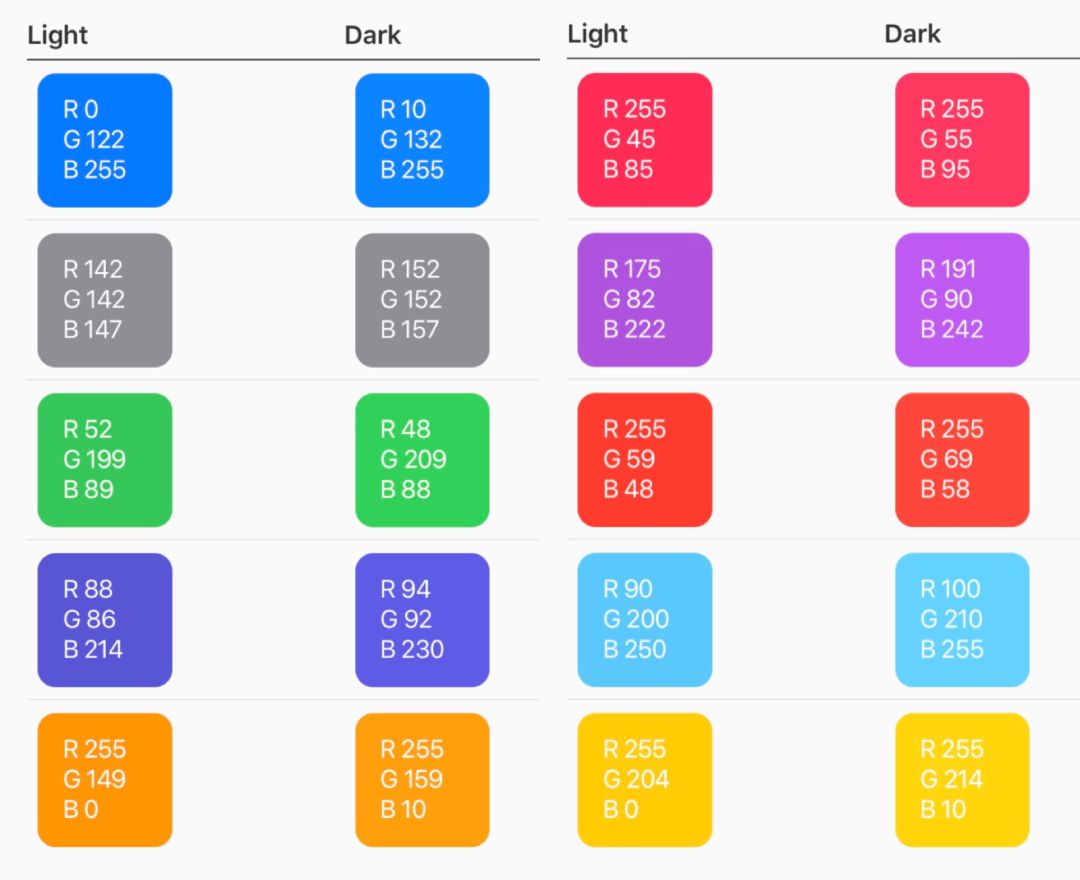 Light
Dark
R 0
G 122
B 255
R 10
G 132
B 255
R 142
G 142
B 147
R 152
G 152
B 157
R 52
G 199
B 89
R 48
G 209
B 88
R 88
G 86
B 214
R 94
G 92
B 230
R 255
G 149
B 0
R 255
G 159
B 10
Light
Dark
R 255
G 45
B 85
R 255
G 55
B 95
R 175
G 82
B 222
R 191
G 90
B 242
R 255
G 59
B 48
R 255
G 69
B 58
R 90
G 200
B 250
R 100
G 210
B 255
R 255
G 204
B 0
R 255
G 214
B 10